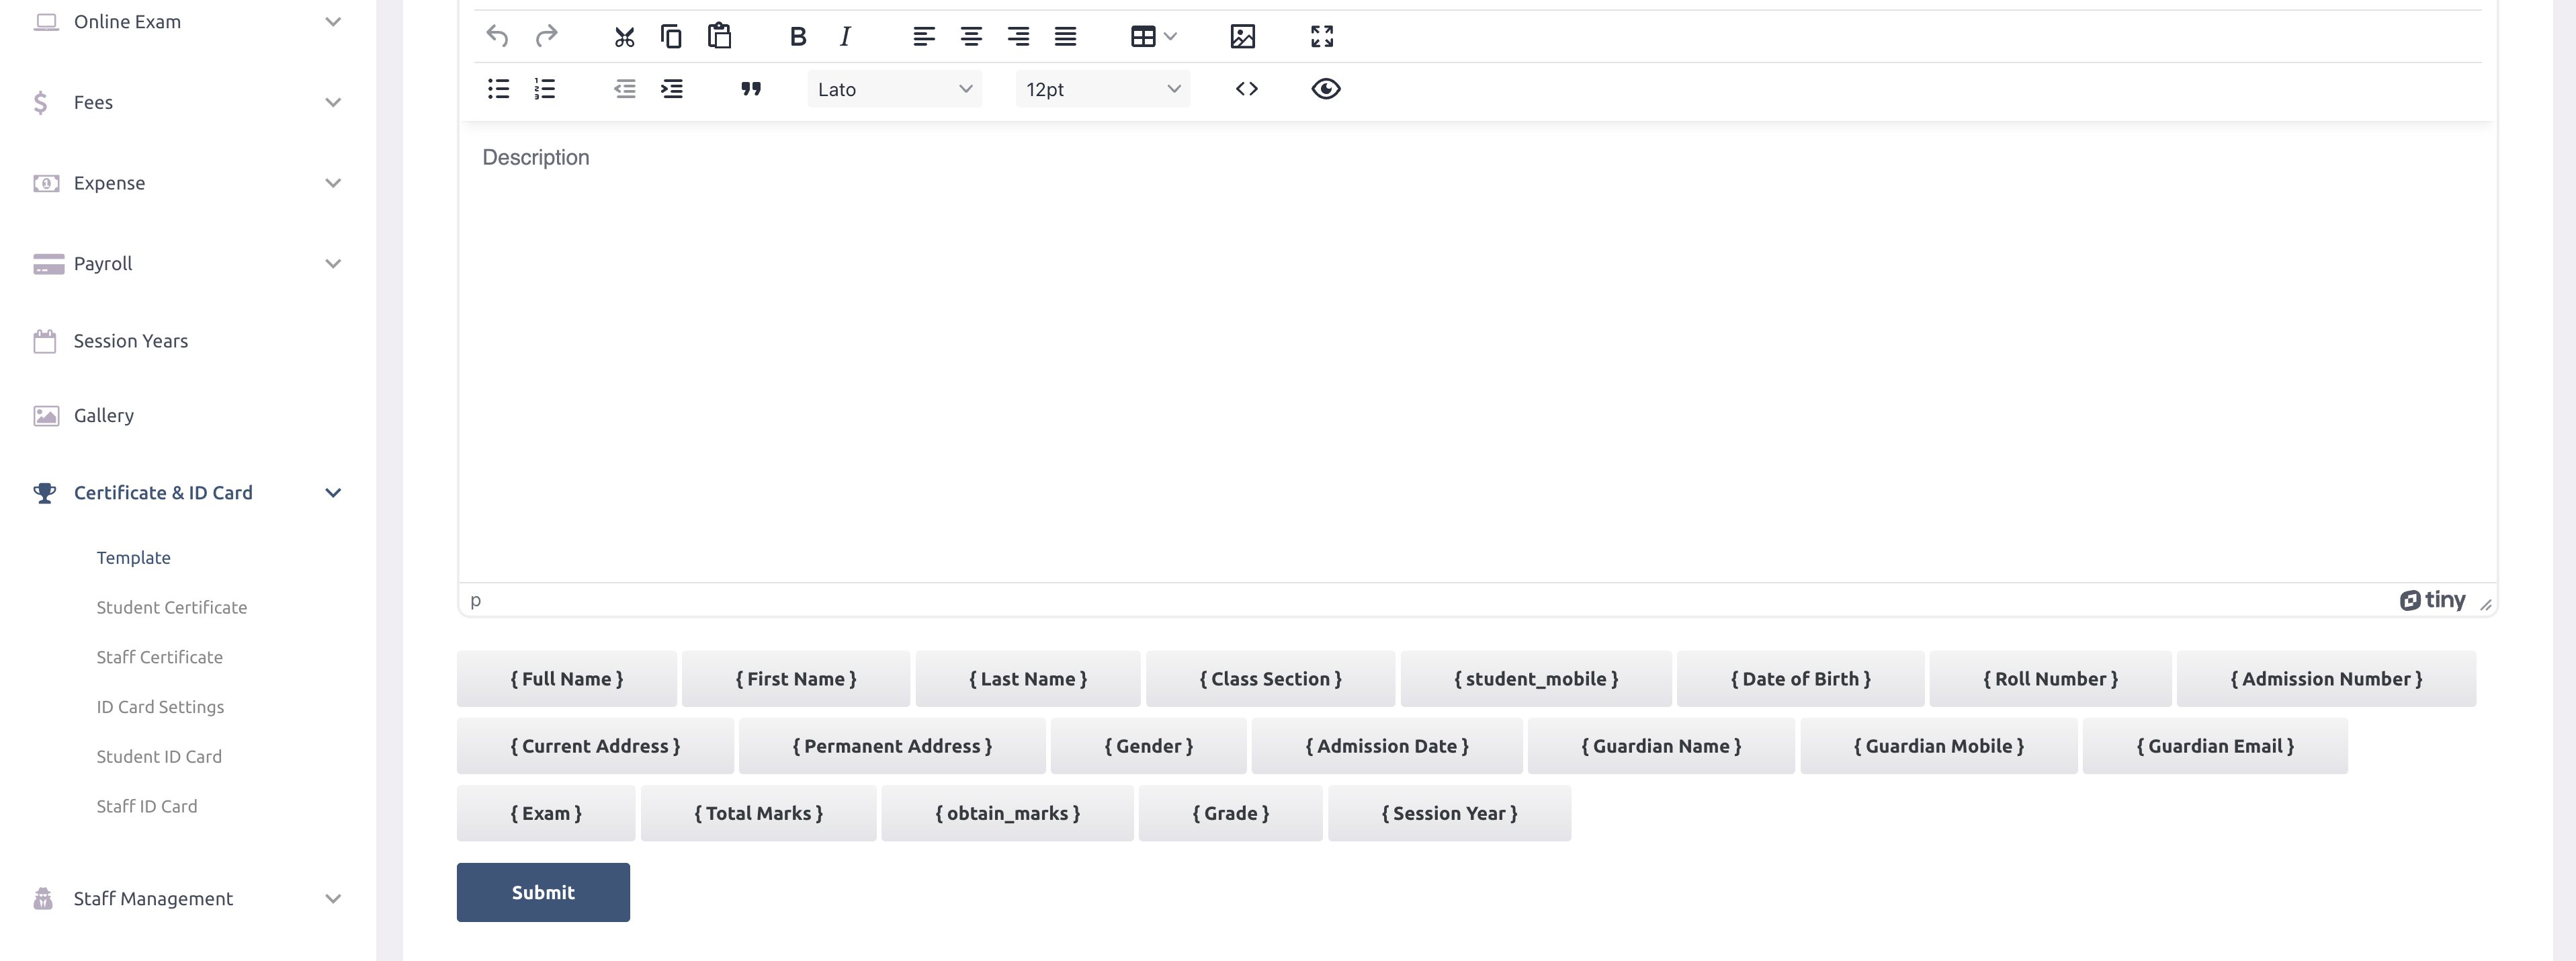 Online Exam
Fees
Expense
Payroll
Session Years
Gallery
Certificate & ID Card
Template
Student Certificate
Staff Certificate
ID Card Settings
Student ID Card
Staff ID Card
Staff Management
B I
Lato 12pt
Description
p
tiny
{ Full Name } { First Name } { Last Name } { Class Section } { student_mobile } { Date of Birth } { Roll Number } { Admission Number }
{ Current Address } { Permanent Address } { Gender } { Admission Date } { Guardian Name } { Guardian Mobile } { Guardian Email }
{ Exam } { Total Marks } { obtain_marks } { Grade } { Session Year }
Submit